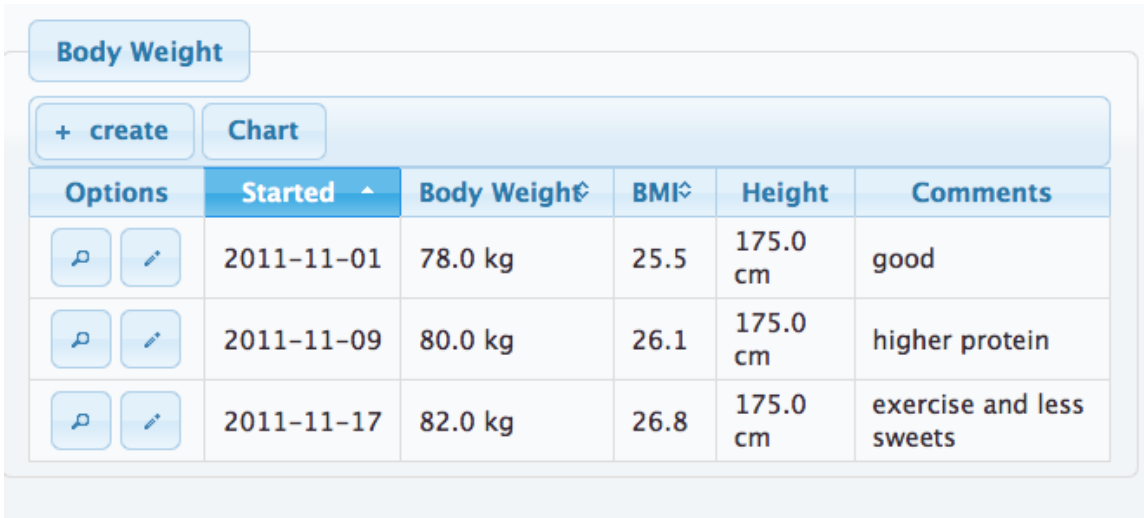 Body Weight
+ create Chart
Options Started Body Weight BMI Height Comments
2011-11-01 78.0 kg 25.5 175.0 cm good
2011-11-09 80.0 kg 26.1 175.0 cm higher protein
2011-11-17 82.0 kg 26.8 175.0 cm exercise and less sweets